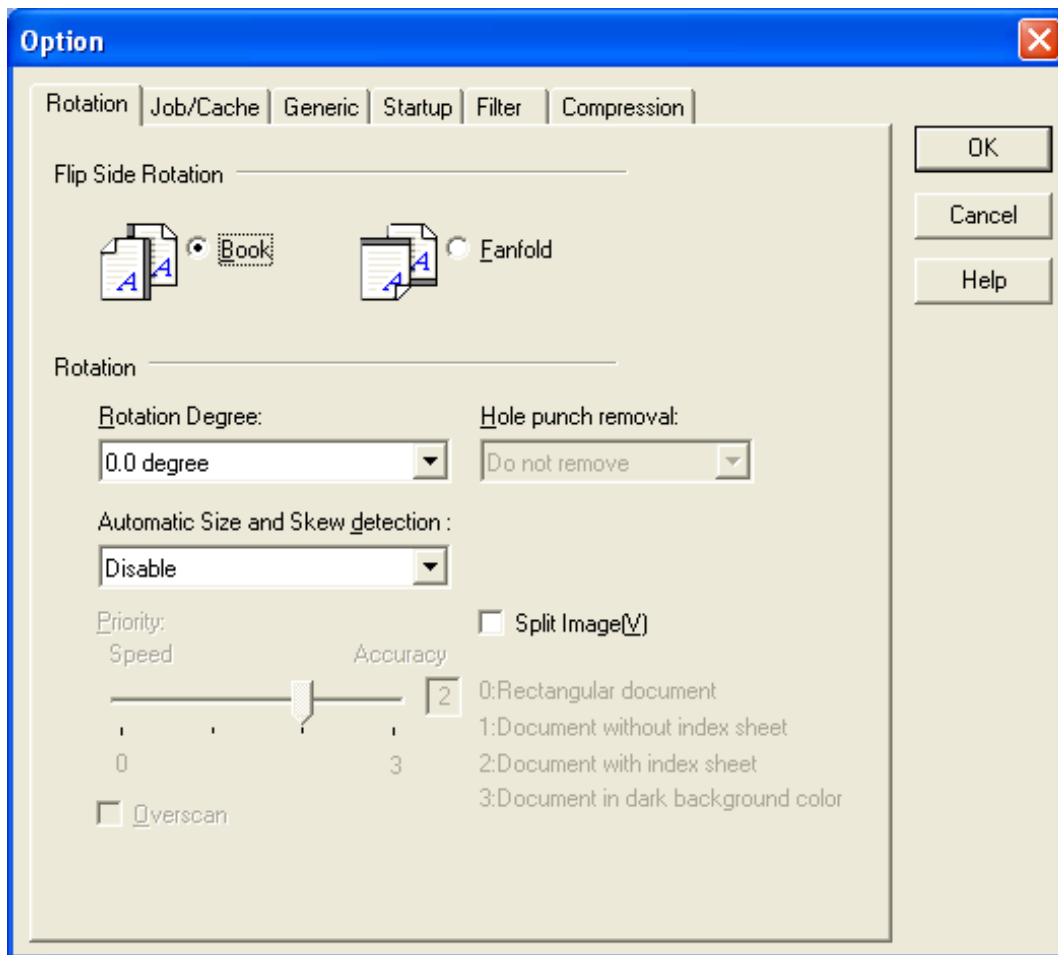 Option
Rotation Job/Cache Generic Startup Filter Compression
OK
Cancel
Help
Flip Side Rotation
A A Book A A Fanfold
Rotation
Rotation Degree: Hole punch removal:
0.0 degree Do not remove
Automatic Size and Skew detection :
Disable
Priority: Split Image(V)
Speed Accuracy
2 0:Rectangular document
1:Document without index sheet
0 3 2:Document with index sheet
3:Document in dark background color
Overscan